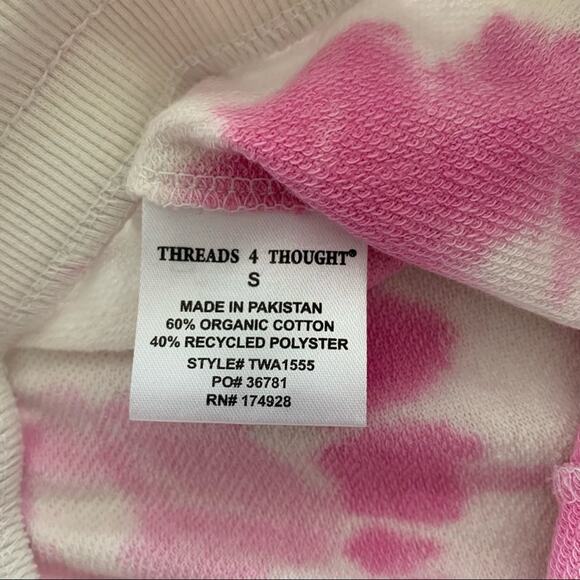 THREADS 4 THOUGHT®
S
MADE IN PAKISTAN
60% ORGANIC COTTON
40% RECYCLED POLYSTER
STYLE# TWA1555
PO# 36781
RN# 174928